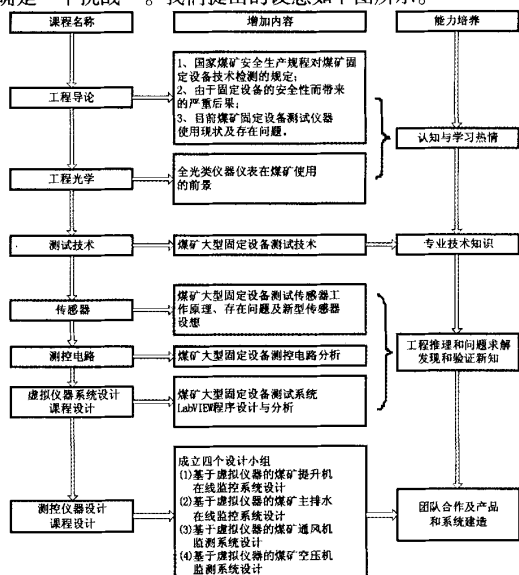 课程名称
增加内容
能力培养
工程导论
1、国家煤矿安全生产规程对煤矿固
定设备技术检测的规定;
2、由于固定设备的安全性而带来
的严重后果;
3、目前煤矿固定设备测试仪器
使用现状及存在问题。
认知与学习热情
工程光学
全光类仪器仪表在煤矿使用
的前景
测试技术
煤矿大型固定设备测试技术
专业技术知识
传感器
煤矿大型固定设备测试传感器工
作原理、存在问题及新型传感器
设想
测控电路
煤矿大型固定设备测控电路分析
工程推理和问题求解
发现和验证新知
虚拟仪器系统设计
课程设计
煤矿大型固定设备测试系统
LabVIEW程序设计与分析
测控仪器设计
课程设计
成立四个设计小组
(1)基于虚拟仪器的煤矿提升机
在线监控系统设计
(2)基于虚拟仪器的煤矿主排水
在线监控系统设计
(3)基于虚拟仪器的煤矿通风机
监测系统设计
(4)基于虚拟仪器的煤矿空压机
监测系统设计
团队合作及产品
和系统建造